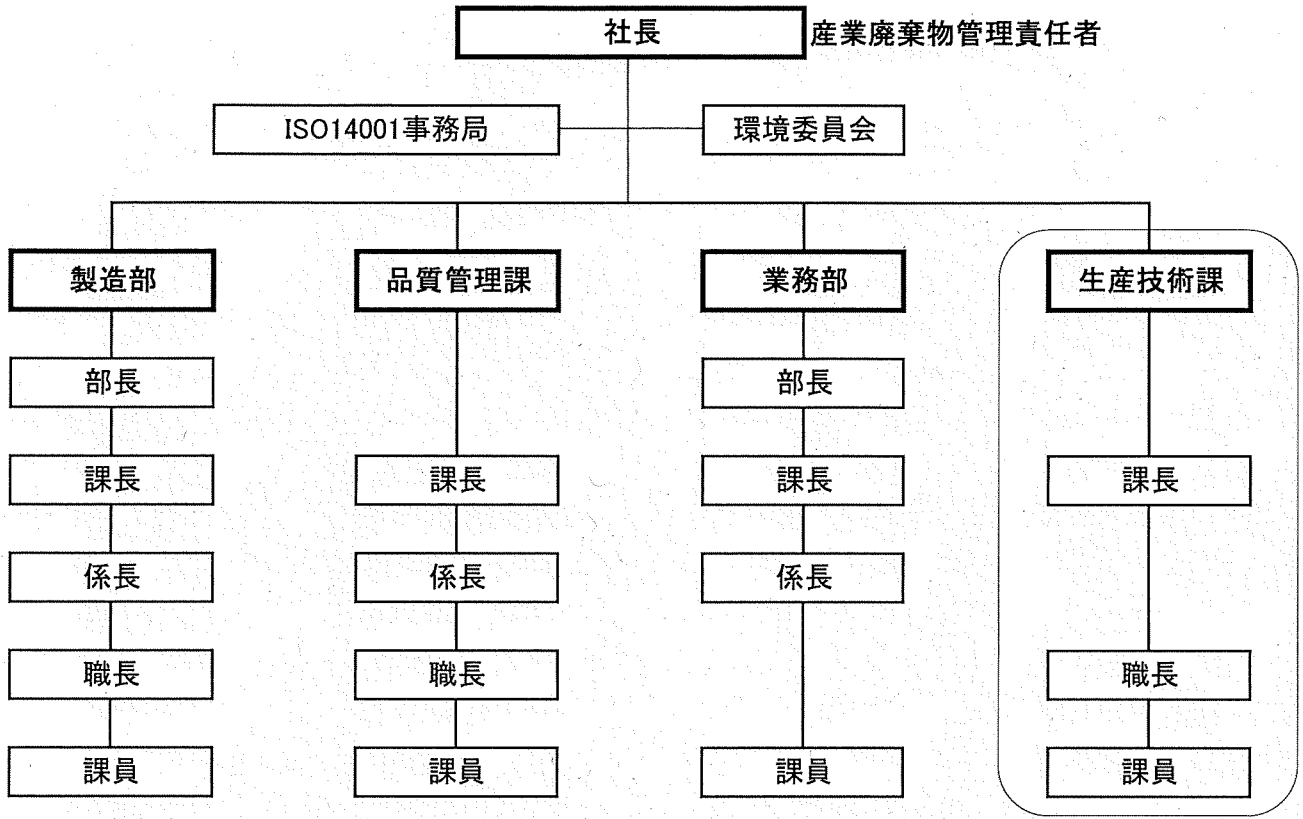 社長 産業廃棄物管理責任者
ISO14001事務局 環境委員会
製造部 品質管理課 業務部 生産技術課
部長 部長
課長 課長 課長 課長
係長 係長 係長
職長 職長 職長
課員 課員 課員 課員